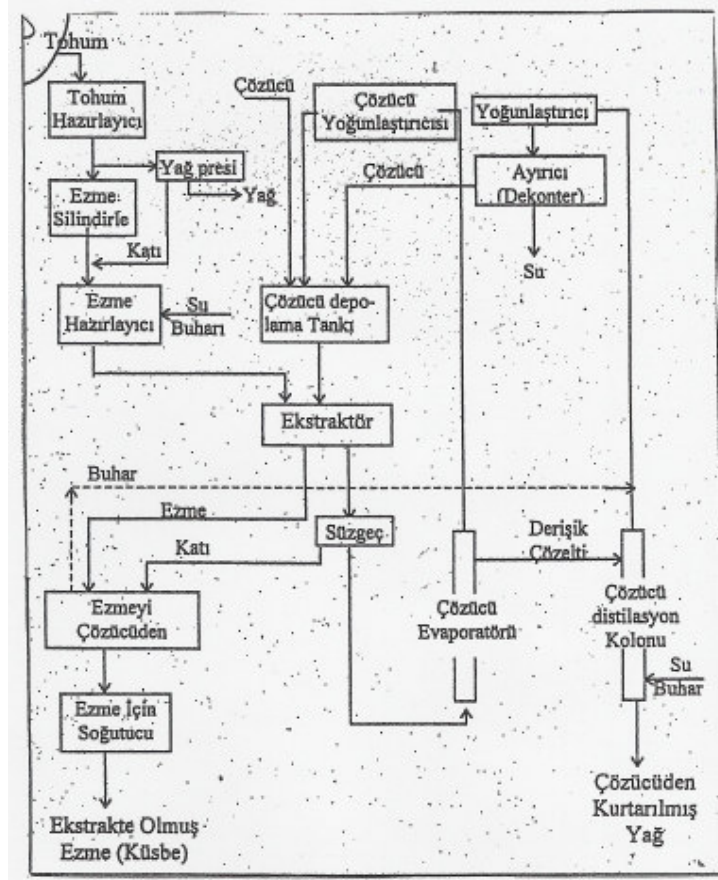 Tohum
Tohum
Hazırlayıcı
Çözücü
Çözücü
Yoğunlaştırıcısı
Yoğunlaştırıcı
Yağ presi
Yağ
Ezme
Silindirle
Çözücü
Ayırıcı
(Dekonter)
Katı
Su
Ezme
Hazırlayıcı
Su
Buharı
Çözücü depo-
lama Tankı
Ekstraktör
Buhar
Ezme
Katı
Süzgeç
Derişik
Çözelti
Ezmeyi
Çözücüden
Çözücü
Evaporatörü
Çözücü
distilasyon
Kolonu
Su
Buhar
Ezme İçin
Soğutucu
Ekstrakte Olmuş
Ezme (Küsbe)
Çözücüden
Kurtarılmış
Yağ